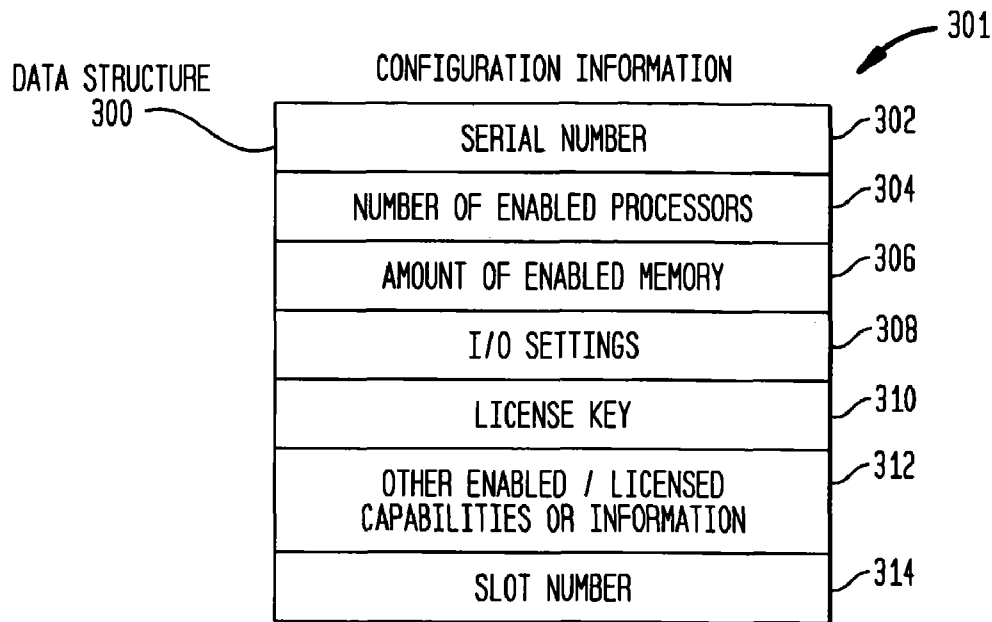 301
CONFIGURATION INFORMATION
DATA STRUCTURE
300
SERIAL NUMBER
302
NUMBER OF ENABLED PROCESSORS
304
AMOUNT OF ENABLED MEMORY
306
I/O SETTINGS
308
LICENSE KEY
310
OTHER ENABLED / LICENSED
CAPABILITIES OR INFORMATION
312
SLOT NUMBER
314